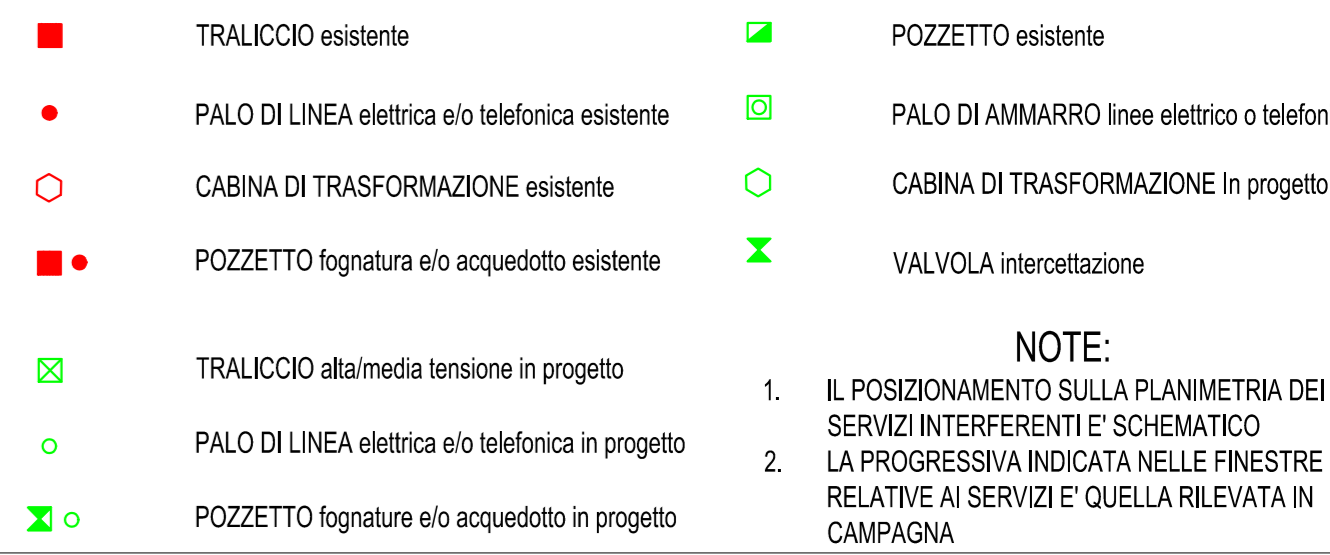 TRALICCIO esistente
PALO DI LINEA elettrica e/o telefonica esistente
CABINA DI TRASFORMAZIONE esistente
POZZETTO fognatura e/o acquedotto esistente
TRALICCIO alta/media tensione in progetto
PALO DI LINEA elettrica e/o telefonica in progetto
POZZETTO fognature e/o acquedotto in progetto
POZZETTO esistente
PALO DI AMMARRO linee elettrico o telefon
CABINA DI TRASFORMAZIONE In progetto
VALVOLA intercettazione
NOTE:
1. IL POSIZIONAMENTO SULLA PLANIMETRIA DEI
SERVIZI INTERFERENTI E' SCHEMATICO
2. LA PROGRESSIVA INDICATA NELLE FINESTRE
RELATIVE AI SERVIZI E' QUELLA RILEVATA IN
CAMPAGNA